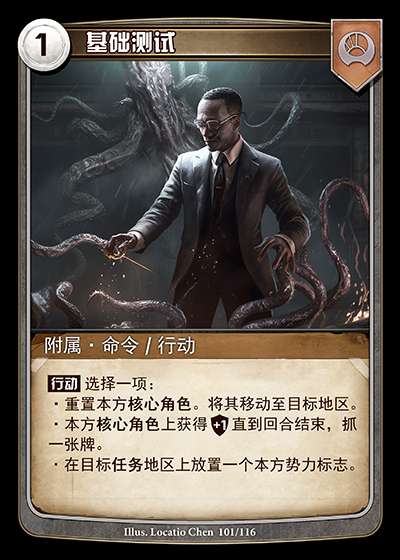 1
基础测试
附属·命令/行动
行动 选择一项：
·重置本方核心角色。将其移动至目标地区。
·本方核心角色上获得 +1 直到回合结束，抓
一张牌。
·在目标任务地区上放置一个本方势力标志。
Illus. Locatio Chen 101/116